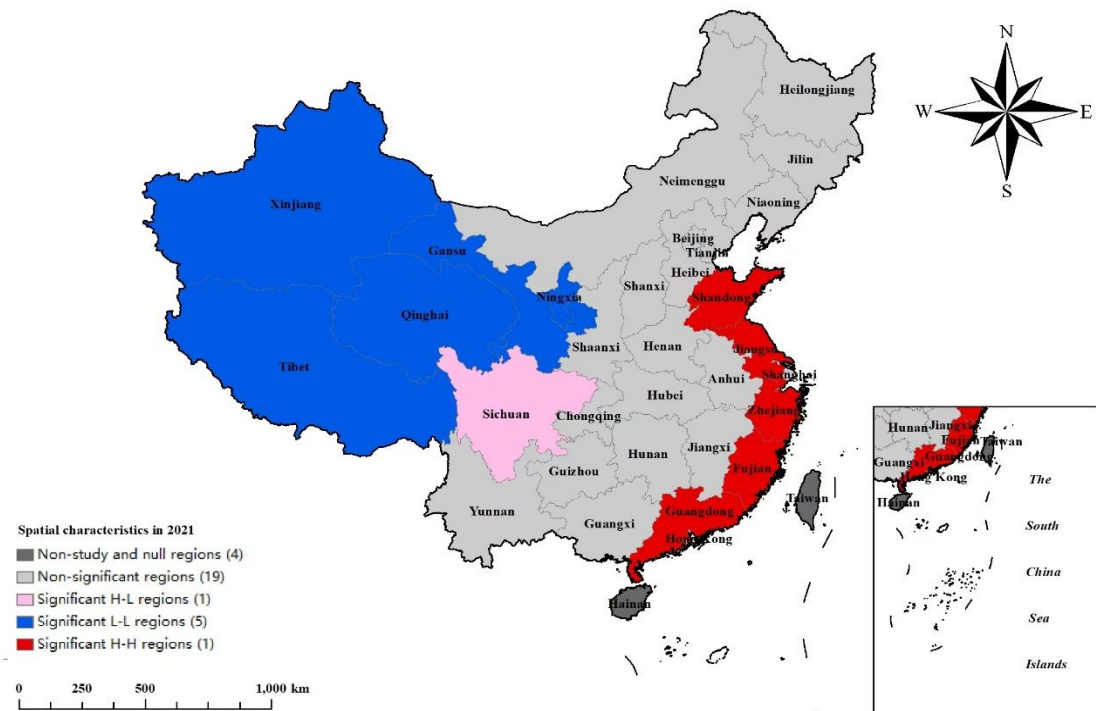 N
W E
S
Heilongjiang
Jilin
Neimenggu
Niaoning
Xinjiang
Beijing
Tianjin
Gansu
Heibei
Shanxi
Shandong
Ningxia
Qinghai
Shaanxi
Henan
Jiangsu
Tibet
Anhui
Shanghai
Hubei
Sichuan
Zhejiang
Chongqing
Hunan
Jiangxi
Guizhou
Fujian
Yunnan
Guangxi
Guangdong
Taiwan
Hong Kong
Hainan
Hunan
Jiangxi
Fujian
Taiwan
Guangxi
Guangdong
Hong Kong
Hainan
The
South
China
Sea
Islands
Spatial characteristics in 2021
Non-study and null regions (4)
Non-significant regions (19)
Significant H-L regions (1)
Significant L-L regions (5)
Significant H-H regions (1)
0 250 500 1,000 km